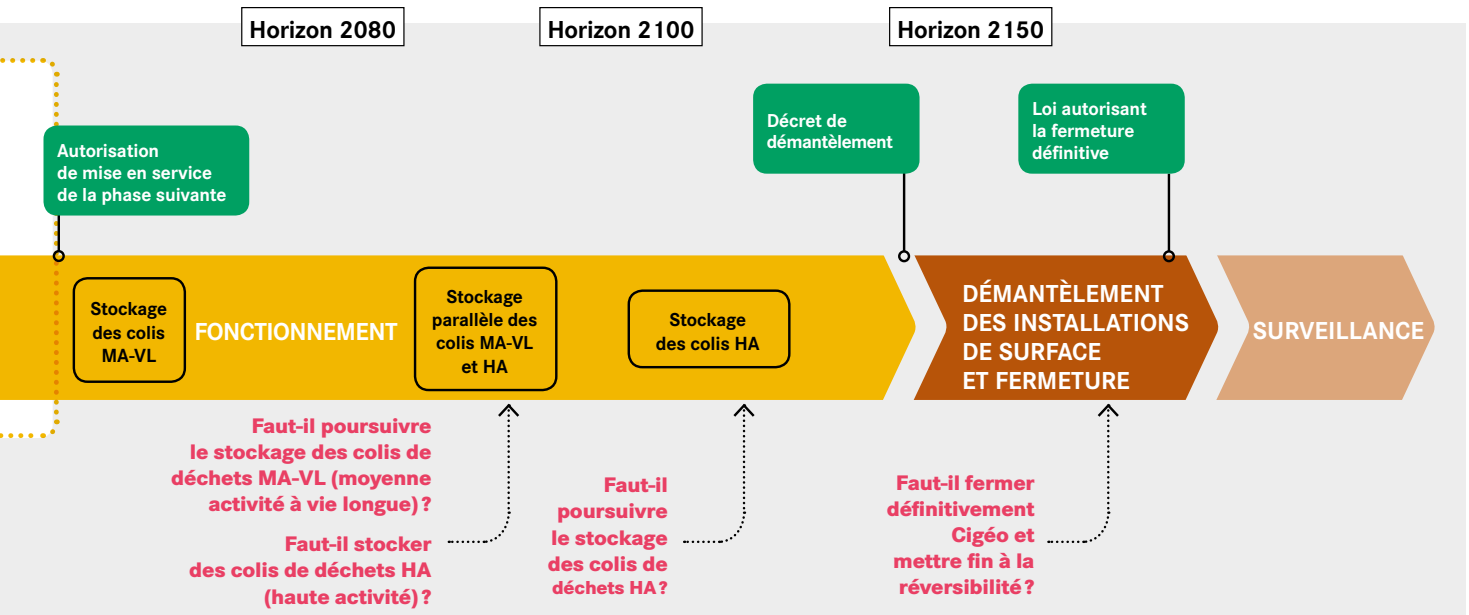 Horizon 2080
Horizon 2100
Horizon 2150
Autorisation
de mise en service
de la phase suivante
Décret de
démantèlement
Loi autorisant
la fermeture
définitive
Stockage
des colis
MA-VL
FONCTIONNEMENT
Stockage
parallèle des
colis MA-VL
et HA
Stockage
des colis HA
DÉMANTÈLEMENT
DES INSTALLATIONS
DE SURFACE
ET FERMETURE
SURVEILLANCE
Faut-il poursuivre
le stockage des colis de
déchets MA-VL (moyenne
activité à vie longue) ?
Faut-il stocker
des colis de déchets HA
(haute activité) ?
Faut-il
poursuivre
le stockage
des colis de
déchets HA ?
Faut-il fermer
définitivement
Cigéo et
mettre fin à la
réversibilité ?